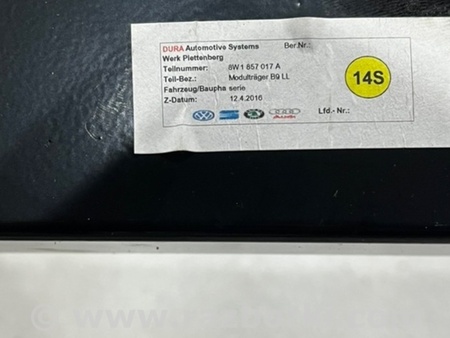 DURA Automotive Systems Ber.Nr.:
Werk Plettenberg
Teilnummer: 8W1 857 017 A
Teil-Bez.: Modulträger B9 LL
Fahrzeug/Baupha serie
Z-Datum: 12.4.2016
14S
Audi Lfd.- Nr.: